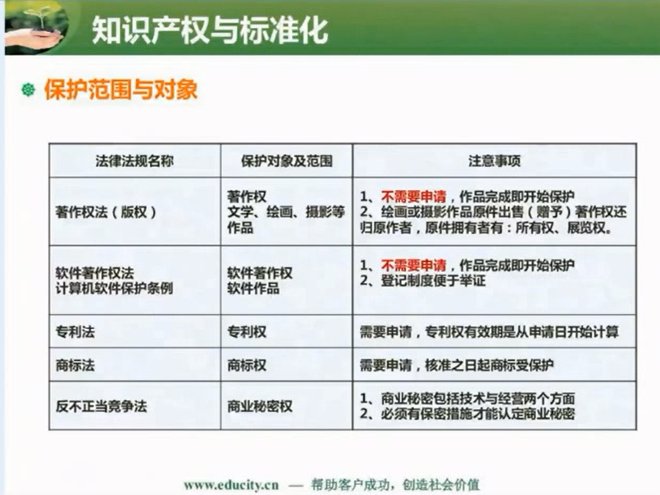 知识产权与标准化
保护范围与对象
法律法规名称
保护对象及范围
注意事项
著作权法（版权）
著作权
文学、绘画、摄影等
作品
1、不需要申请，作品完成即开始保护
2、绘画或摄影作品原件出售（赠予）著作权还
归原作者，原件拥有者有：所有权、展览权。
软件著作权法
计算机软件保护条例
软件著作权
软件作品
1、不需要申请，作品完成即开始保护
2、登记制度便于举证
专利法
专利权
需要申请，专利权有效期是从申请日开始计算
商标法
商标权
需要申请，核准之日起商标受保护
反不正当竞争法
商业秘密权
1、商业秘密包括技术与经营两个方面
2、必须有保密措施才能认定商业秘密
www.educity.cn — 帮助客户成功，创造社会价值